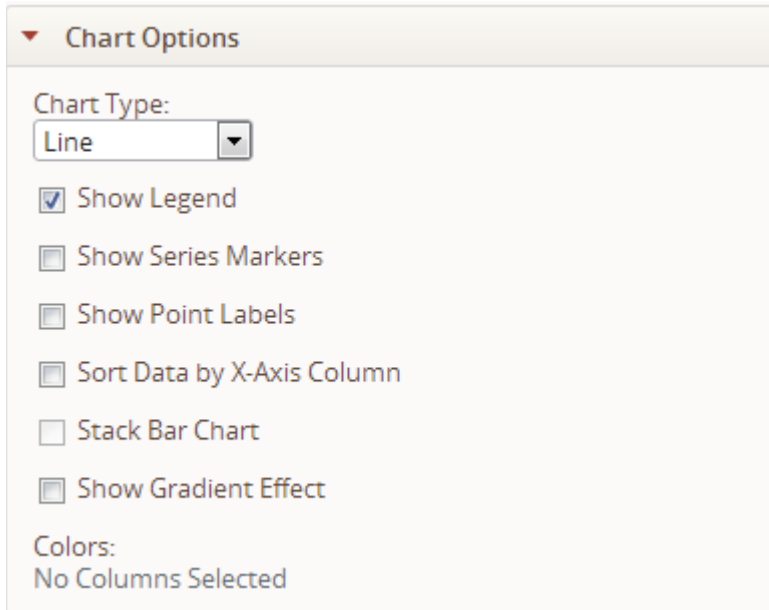 Chart Options
Chart Type:
Line
Show Legend
Show Series Markers
Show Point Labels
Sort Data by X-Axis Column
Stack Bar Chart
Show Gradient Effect
Colors:
No Columns Selected